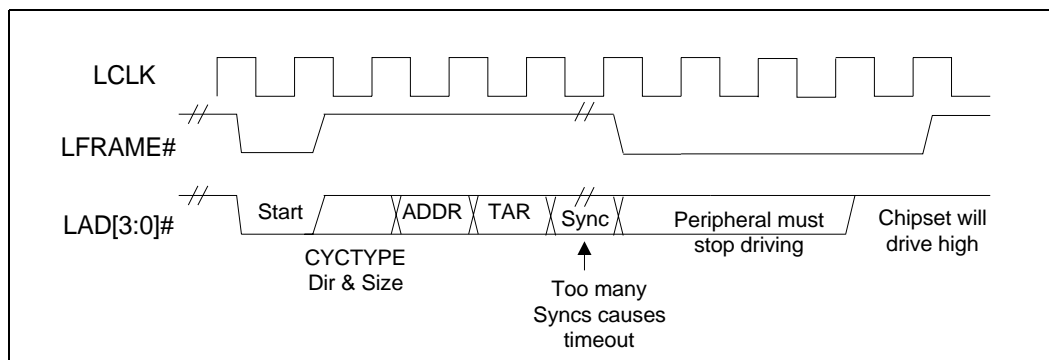 LCLK
LFRAME#
LAD[3:0]#
Start
ADDR
TAR
Sync
Peripheral must
stop driving
Chipset will
drive high
CYCTYPE
Dir & Size
Too many
Syncs causes
timeout